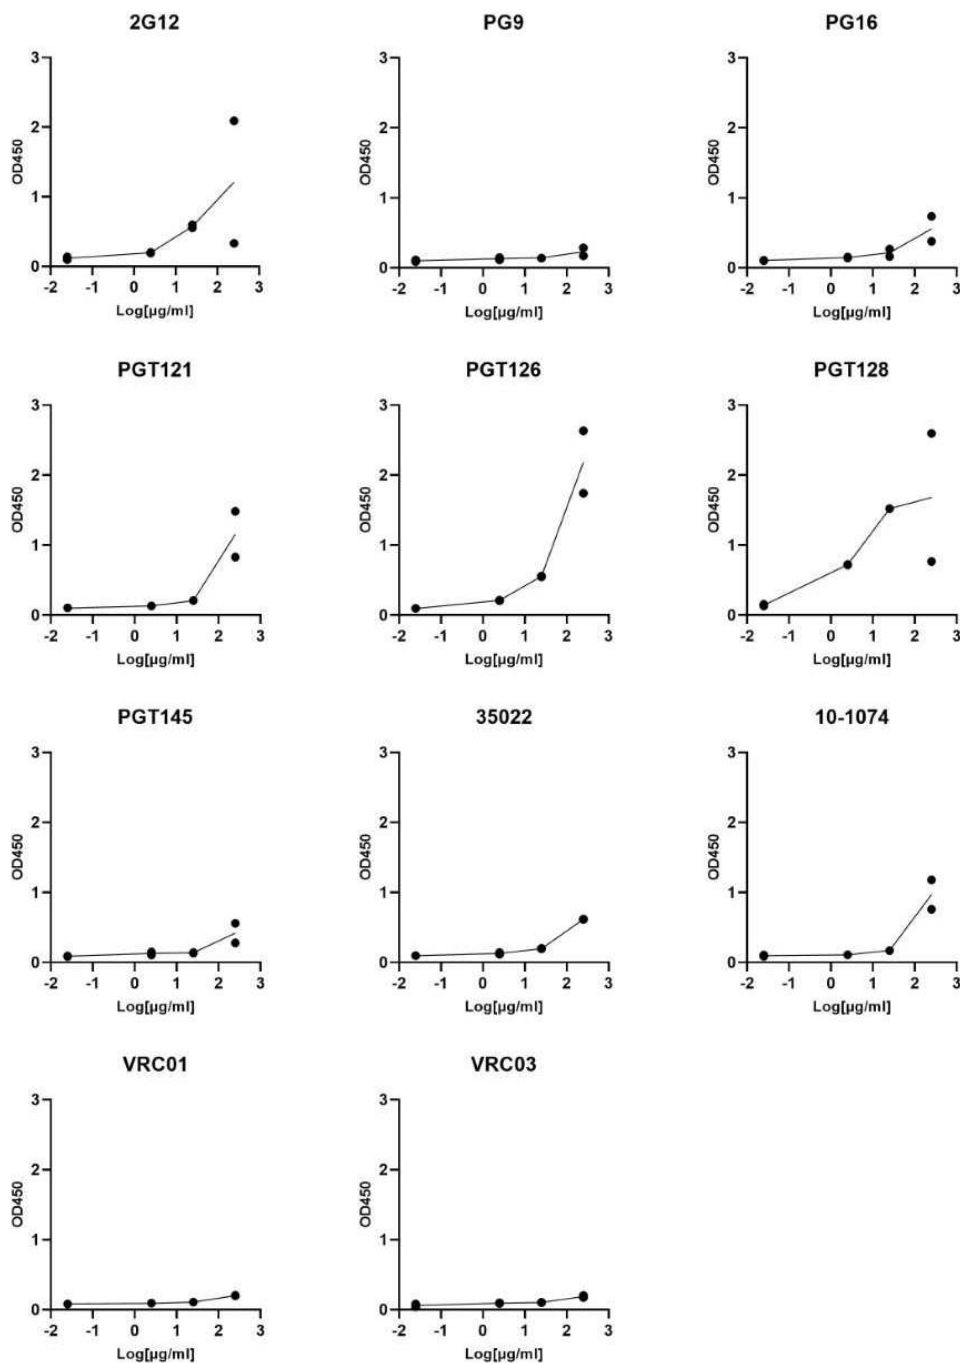 2G12 PG9 PG16
3 3 3
2 2 2
OD450 OD450 OD450
1 1 1
0 0 0
-2 -1 0 1 2 3 -2 -1 0 1 2 3 -2 -1 0 1 2 3
Log[µg/ml] Log[µg/ml] Log[µg/ml]
PGT121 PGT126 PGT128
3 3 3
2 2 2
OD450 OD450 OD450
1 1 1
0 0 0
-2 -1 0 1 2 3 -2 -1 0 1 2 3 -2 -1 0 1 2 3
Log[µg/ml] Log[µg/ml] Log[µg/ml]
PGT145 35022 10-1074
3 3 3
2 2 2
OD450 OD450 OD450
1 1 1
0 0 0
-2 -1 0 1 2 3 -2 -1 0 1 2 3 -2 -1 0 1 2 3
Log[µg/ml] Log[µg/ml] Log[µg/ml]
VRC01 VRC03
3 3
2 2
OD450 OD450
1 1
0 0
-2 -1 0 1 2 3 -2 -1 0 1 2 3
Log[µg/ml] Log[µg/ml]